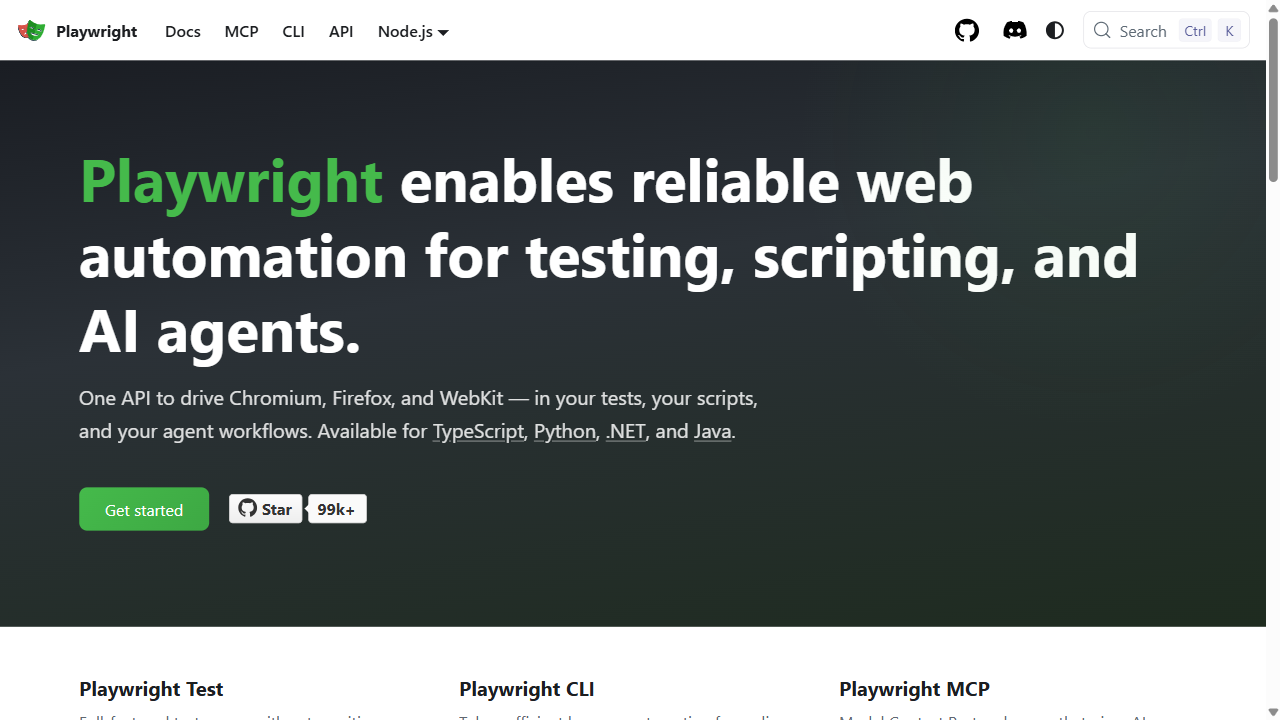 Playwright Docs MCP CLI API Node.js Search Ctrl K
Playwright enables reliable web
automation for testing, scripting, and
AI agents.
One API to drive Chromium, Firefox, and WebKit — in your tests, your scripts,
and your agent workflows. Available for TypeScript, Python, .NET, and Java.
Get started Star 99k+
Playwright Test Playwright CLI Playwright MCP